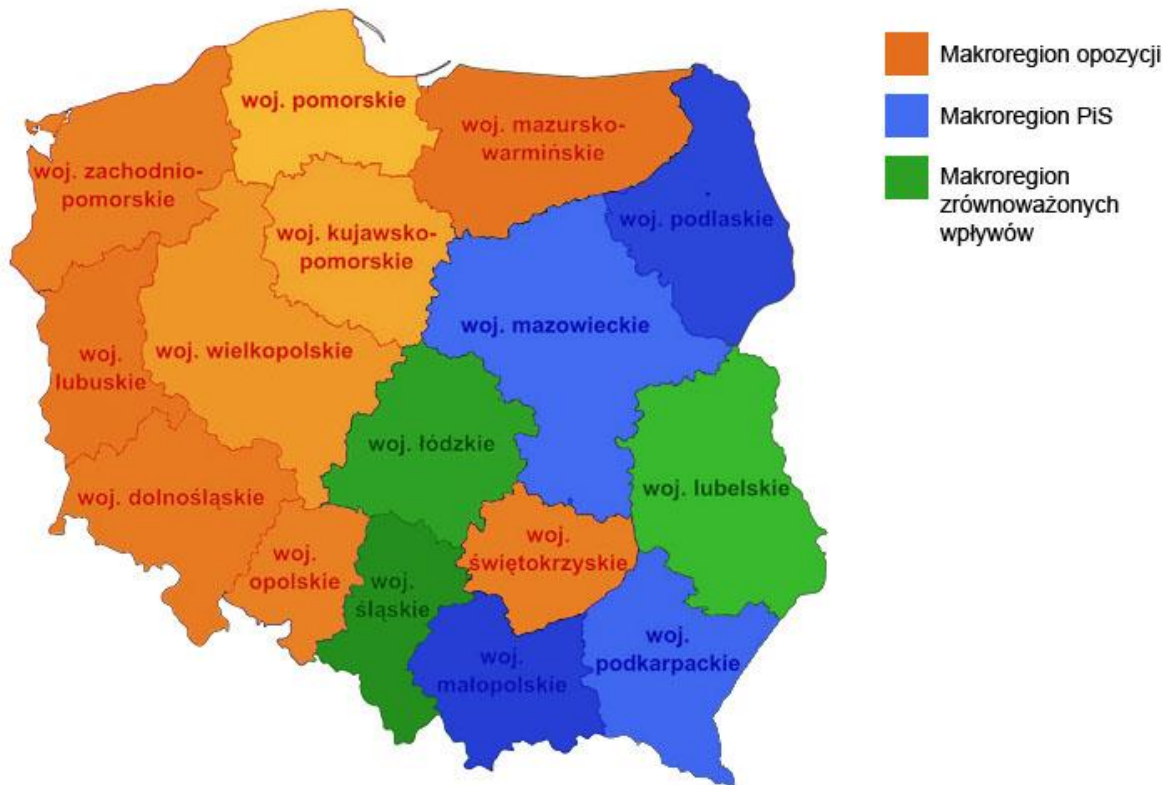 woj. pomorskie
woj. mazursko-
warmińskie
woj. zachodnio-
pomorskie
woj. podlaskie
woj. kujawsko-
pomorskie
woj. mazowieckie
woj. wielkopolskie
woj.
lubuskie
woj. łódzkie
woj. dolnośląskie
woj. lubelskie
woj.
opolskie
woj.
świętokrzyskie
woj.
śląskie
woj.
małopolskie
woj.
podkarpackie
Makroregion opozycji
Makroregion PiS
Makroregion
zrównoważonych
wpływów